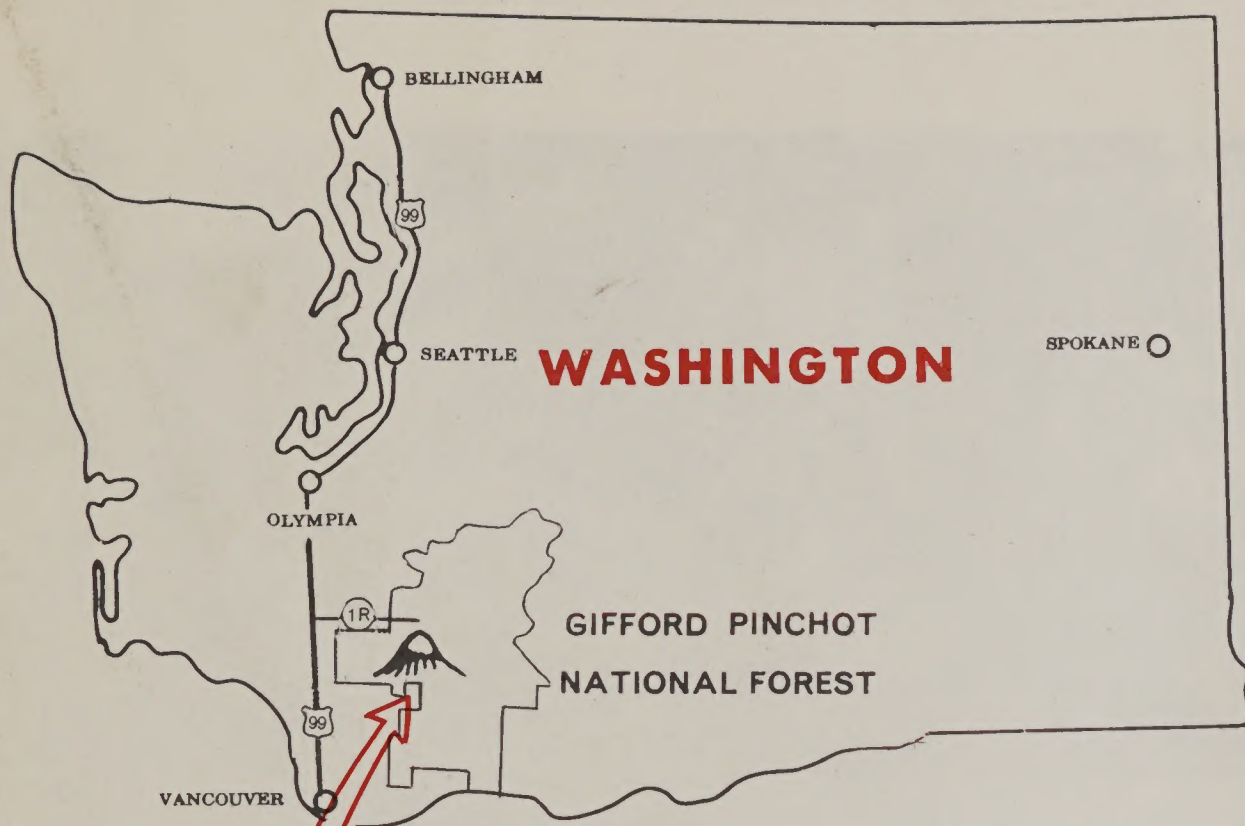 BELLINGHAM
99
SEATTLE
WASHINGTON
SPOKANE
OLYMPIA
1R
GIFFORD PINCHOT
NATIONAL FOREST
99
VANCOUVER